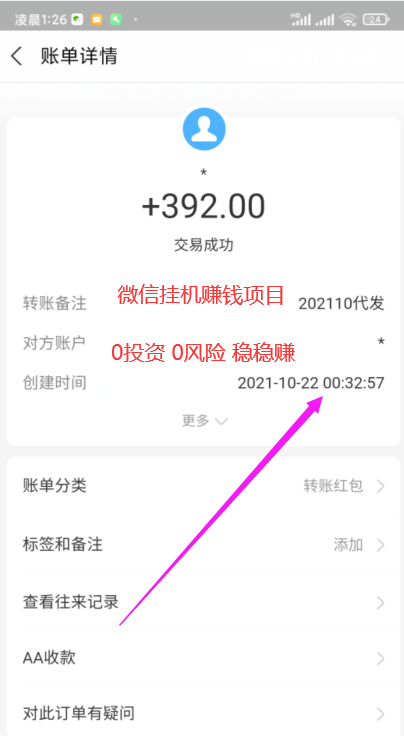 凌晨1:26
HD
24
账单详情
*
+392.00
交易成功
微信挂机赚钱项目
转账备注 202110代发
0投资 0风险 稳稳赚
对方账户 *
创建时间 2021-10-22 00:32:57
更多
账单分类 转账红包
标签和备注 添加
查看往来记录
AA收款
对此订单有疑问